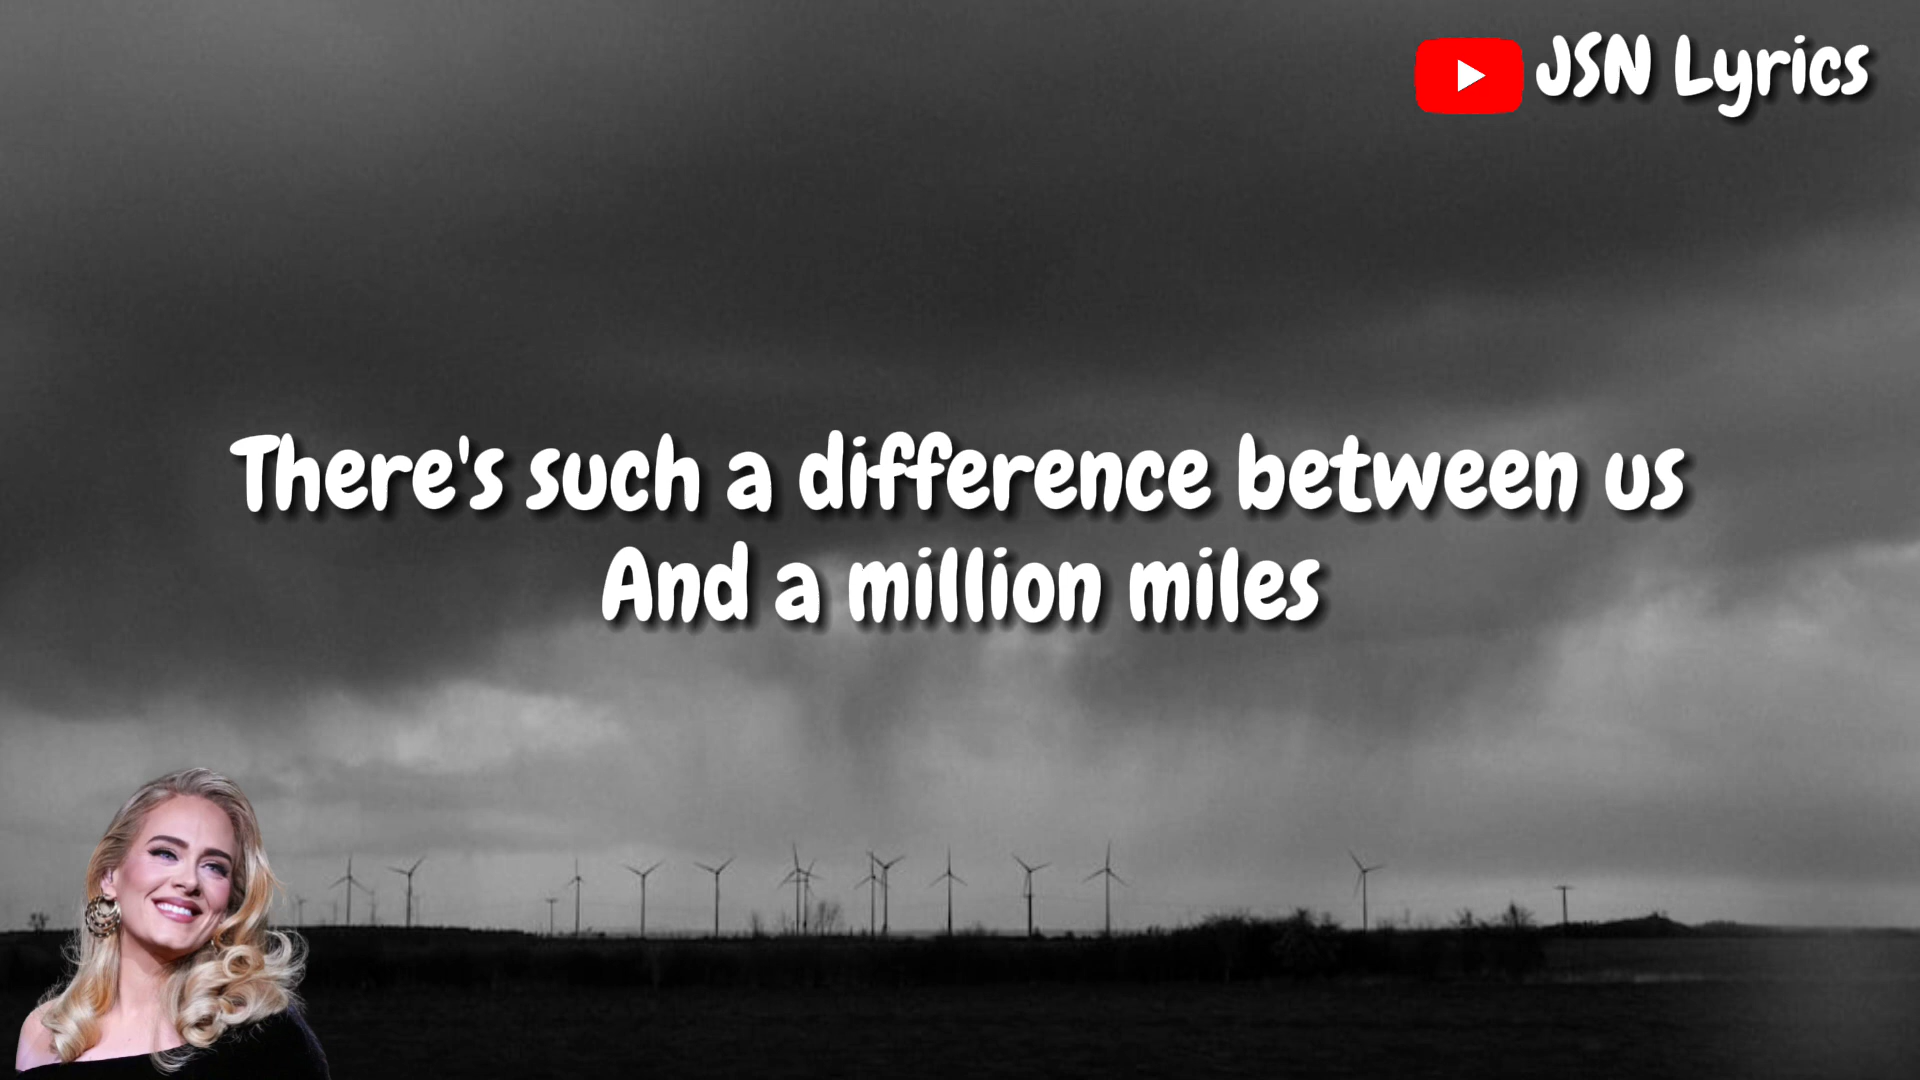 JSN Lyrics
There's such a difference between us
And a million miles